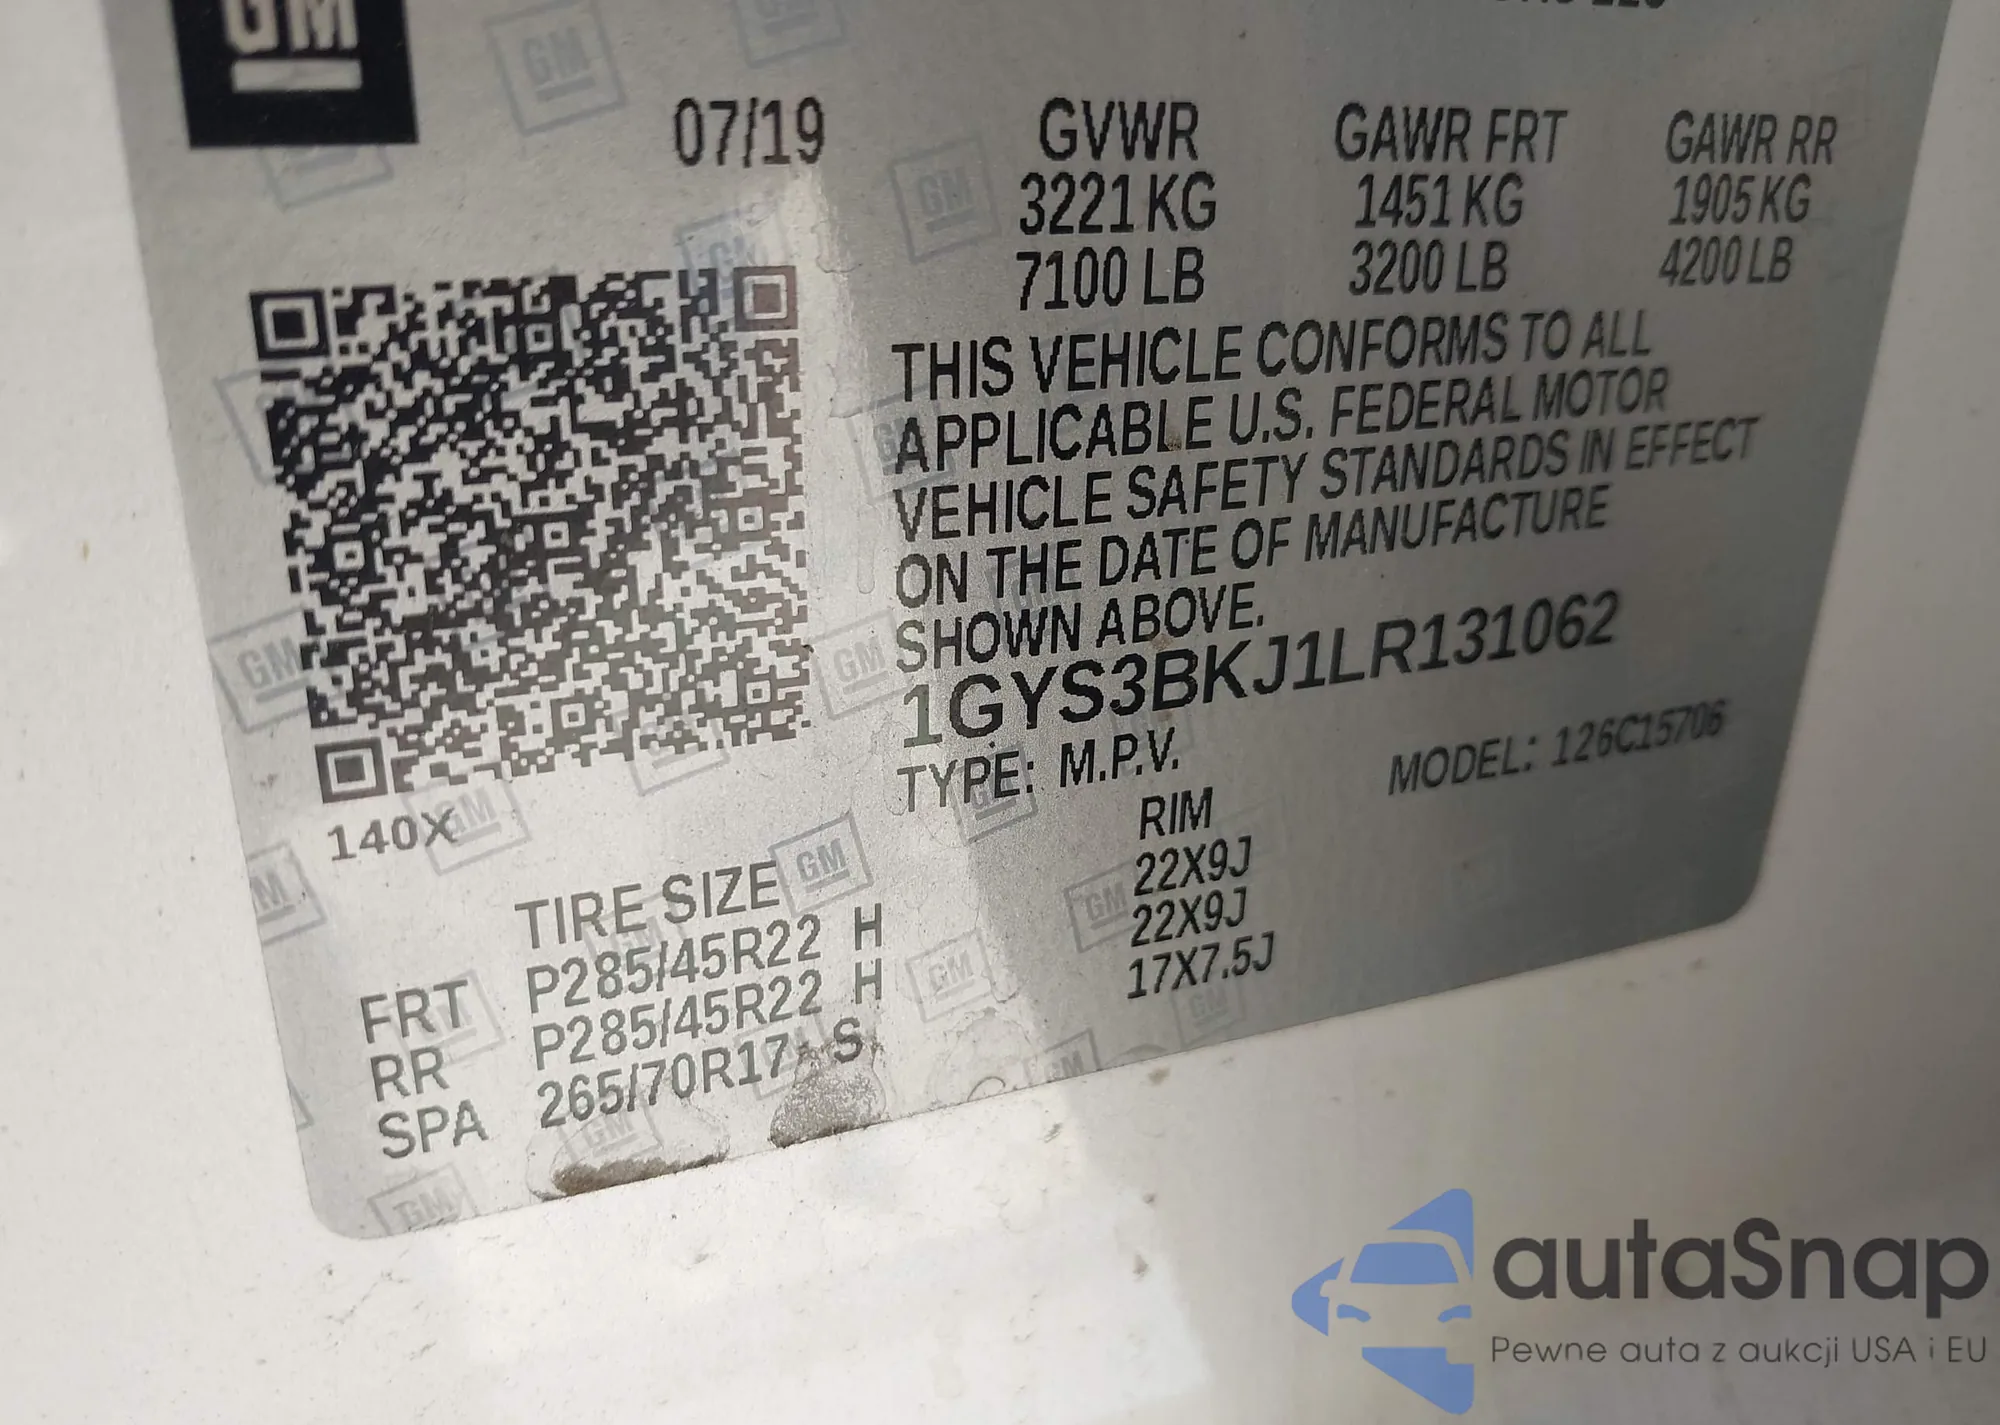 GM
07/19
GVWR GAWR FRT GAWR RR
3221 KG 1451 KG 1905 KG
7100 LB 3200 LB 4200 LB
THIS VEHICLE CONFORMS TO ALL
APPLICABLE U.S. FEDERAL MOTOR
VEHICLE SAFETY STANDARDS IN EFFECT
ON THE DATE OF MANUFACTURE
SHOWN ABOVE.
1GYS3BKJ1LR131062
TYPE: M.P.V. MODEL: 126C15706
140X
TIRE SIZE RIM
FRT P285/45R22 H 22X9J
RR P285/45R22 H 22X9J
SPA 265/70R17 S 17X7.5J
autaSnap
Pewne auta z aukcji USA i EU